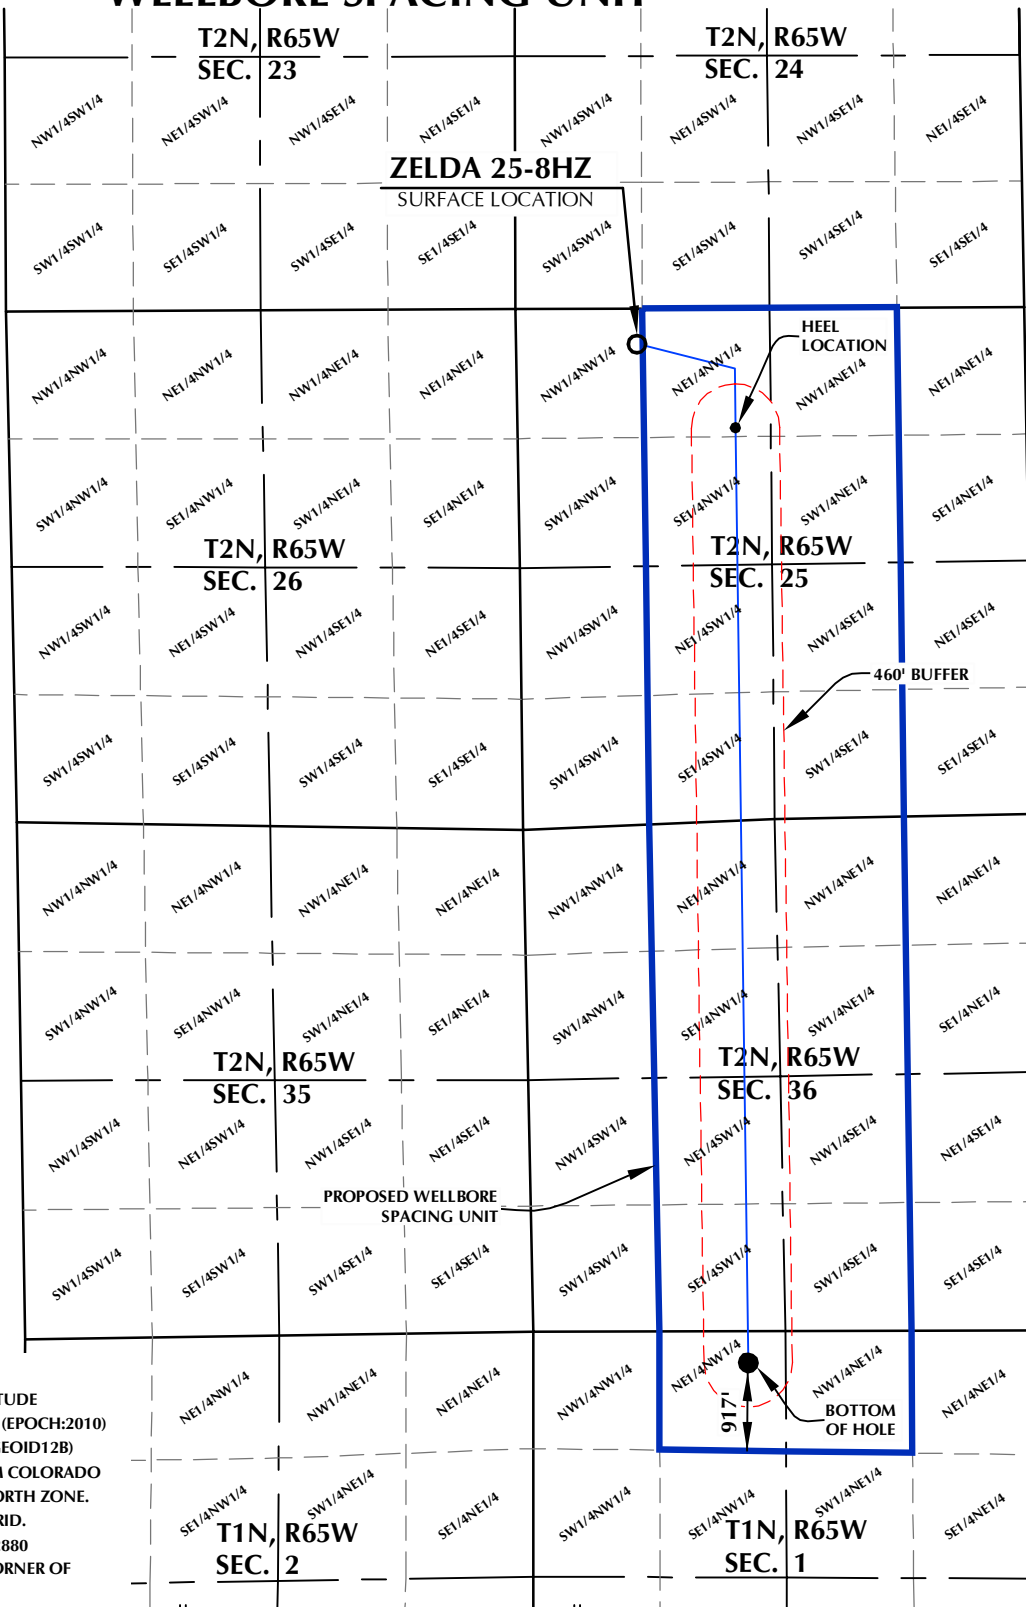 WELLBORE SPACING UNIT
T2N, R65W
SEC. 23
T2N, R65W
SEC. 24
NW1/4SW1/4
NE1/4SW1/4
NW1/4SE1/4
NE1/4SE1/4
NW1/4SW1/4
NE1/4SW1/4
NW1/4SE1/4
NE1/4SE1/4
ZELDA 25-8HZ
SURFACE LOCATION
SW1/4SW1/4
SE1/4SW1/4
SW1/4SE1/4
SE1/4SE1/4
SW1/4SW1/4
SE1/4SW1/4
SW1/4SE1/4
SE1/4SE1/4
HEEL
LOCATION
NW1/4NW1/4
NE1/4NW1/4
NW1/4NE1/4
NE1/4NE1/4
NW1/4NW1/4
NE1/4NW1/4
NW1/4NE1/4
NE1/4NE1/4
SW1/4NW1/4
SE1/4NW1/4
SW1/4NE1/4
SE1/4NE1/4
SW1/4NW1/4
SE1/4NW1/4
SW1/4NE1/4
SE1/4NE1/4
T2N, R65W
SEC. 26
T2N, R65W
SEC. 25
NW1/4SW1/4
NE1/4SW1/4
NW1/4SE1/4
NE1/4SE1/4
NW1/4SW1/4
NE1/4SW1/4
NW1/4SE1/4
NE1/4SE1/4
460' BUFFER
SW1/4SW1/4
SE1/4SW1/4
SW1/4SE1/4
SE1/4SE1/4
SW1/4SW1/4
SE1/4SW1/4
SW1/4SE1/4
SE1/4SE1/4
NW1/4NW1/4
NE1/4NW1/4
NW1/4NE1/4
NE1/4NE1/4
NW1/4NW1/4
NE1/4NW1/4
NW1/4NE1/4
NE1/4NE1/4
SW1/4NW1/4
SE1/4NW1/4
SW1/4NE1/4
SE1/4NE1/4
SW1/4NW1/4
SE1/4NW1/4
SW1/4NE1/4
SE1/4NE1/4
T2N, R65W
SEC. 35
T2N, R65W
SEC. 36
NW1/4SW1/4
NE1/4SW1/4
NW1/4SE1/4
NE1/4SE1/4
NW1/4SW1/4
NE1/4SW1/4
NW1/4SE1/4
NE1/4SE1/4
PROPOSED WELLBORE
SPACING UNIT
SW1/4SW1/4
SE1/4SW1/4
SW1/4SE1/4
SE1/4SE1/4
SW1/4SW1/4
SE1/4SW1/4
SW1/4SE1/4
SE1/4SE1/4
NE1/4NW1/4
NW1/4NE1/4
NE1/4NE1/4
NW1/4NW1/4
NE1/4NW1/4
NW1/4NE1/4
NE1/4NE1/4
917'
BOTTOM
OF HOLE
TUDE
(EPOCH:2010)
EOID12B)
M COLORADO
ORTH ZONE.
RID.
880
ORNER OF
SE1/4NW1/4
SW1/4NE1/4
SE1/4NE1/4
SW1/4NW1/4
SE1/4NW1/4
SW1/4NE1/4
SE1/4NE1/4
T1N, R65W
SEC. 2
T1N, R65W
SEC. 1